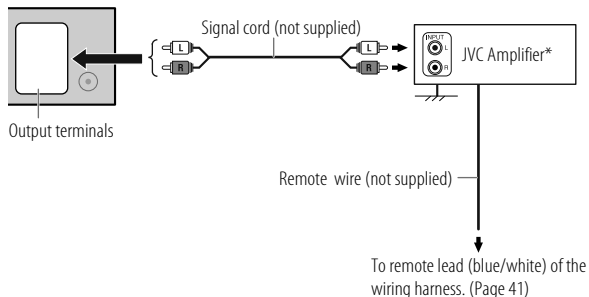 Signal cord (not supplied)
L
R
L
R
INPUT
L
R
JVC Amplifier*
Output terminals
Remote wire (not supplied)
To remote lead (blue/white) of the
wiring harness. (Page 41)